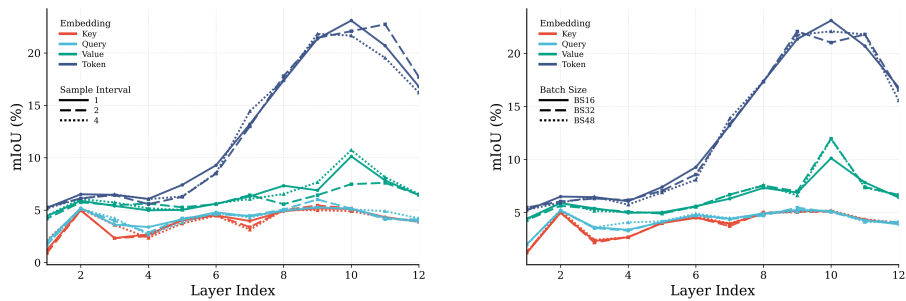 Embedding
Key
Query
Value
Token
Sample Interval
1
2
4
20
15
10
5
0
mIoU (%)
2
4
6
8
10
12
Layer Index
Embedding
Key
Query
Value
Token
Batch Size
BS16
BS32
BS48
20
15
10
5
mIoU (%)
2
4
6
8
10
12
Layer Index